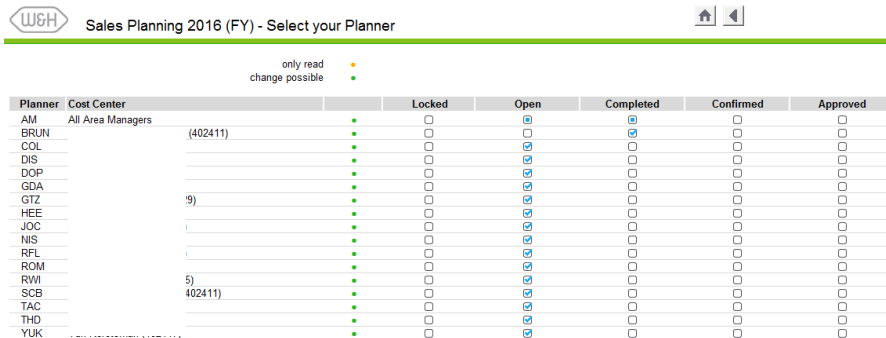 W&H
Sales Planning 2016 (FY) - Select your Planner
only read
change possible
Planner Cost Center Locked Open Completed Confirmed Approved
AM All Area Managers
BRUN (402411)
COL
DIS
DOP
GDA
GTZ 29)
HEE
JOC )
NIS
RFL )
ROM
RWI 5)
SCB 402411)
TAC
THD
YUK